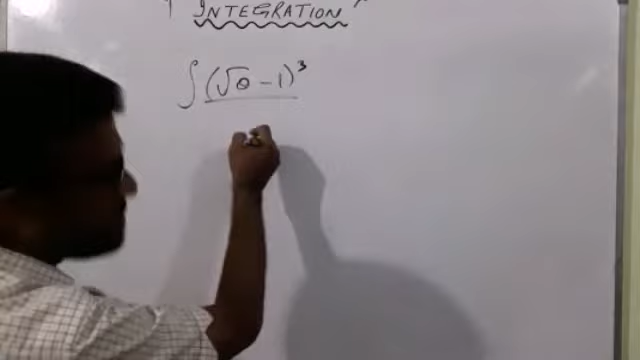 " INTEGRATION "
∫ (√θ - 1)³